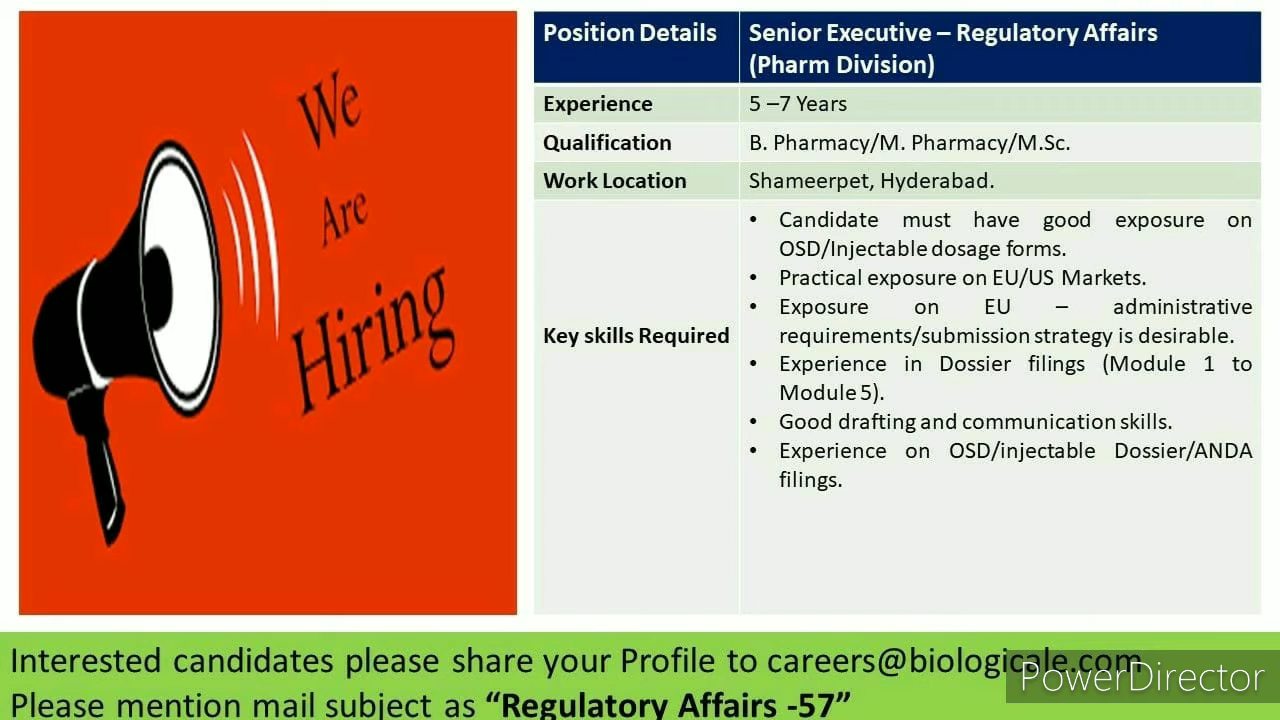 We
Are
Hiring
Position Details
Senior Executive – Regulatory Affairs
(Pharm Division)
Experience
5 –7 Years
Qualification
B. Pharmacy/M. Pharmacy/M.Sc.
Work Location
Shameerpet, Hyderabad.
Key skills Required
• Candidate must have good exposure on
OSD/Injectable dosage forms.
• Practical exposure on EU/US Markets.
• Exposure on EU – administrative
requirements/submission strategy is desirable.
• Experience in Dossier filings (Module 1 to
Module 5).
• Good drafting and communication skills.
• Experience on OSD/injectable Dossier/ANDA
filings.
Interested candidates please share your Profile to careers@biologicale.com
Please mention mail subject as “Regulatory Affairs -57”
PowerDirector